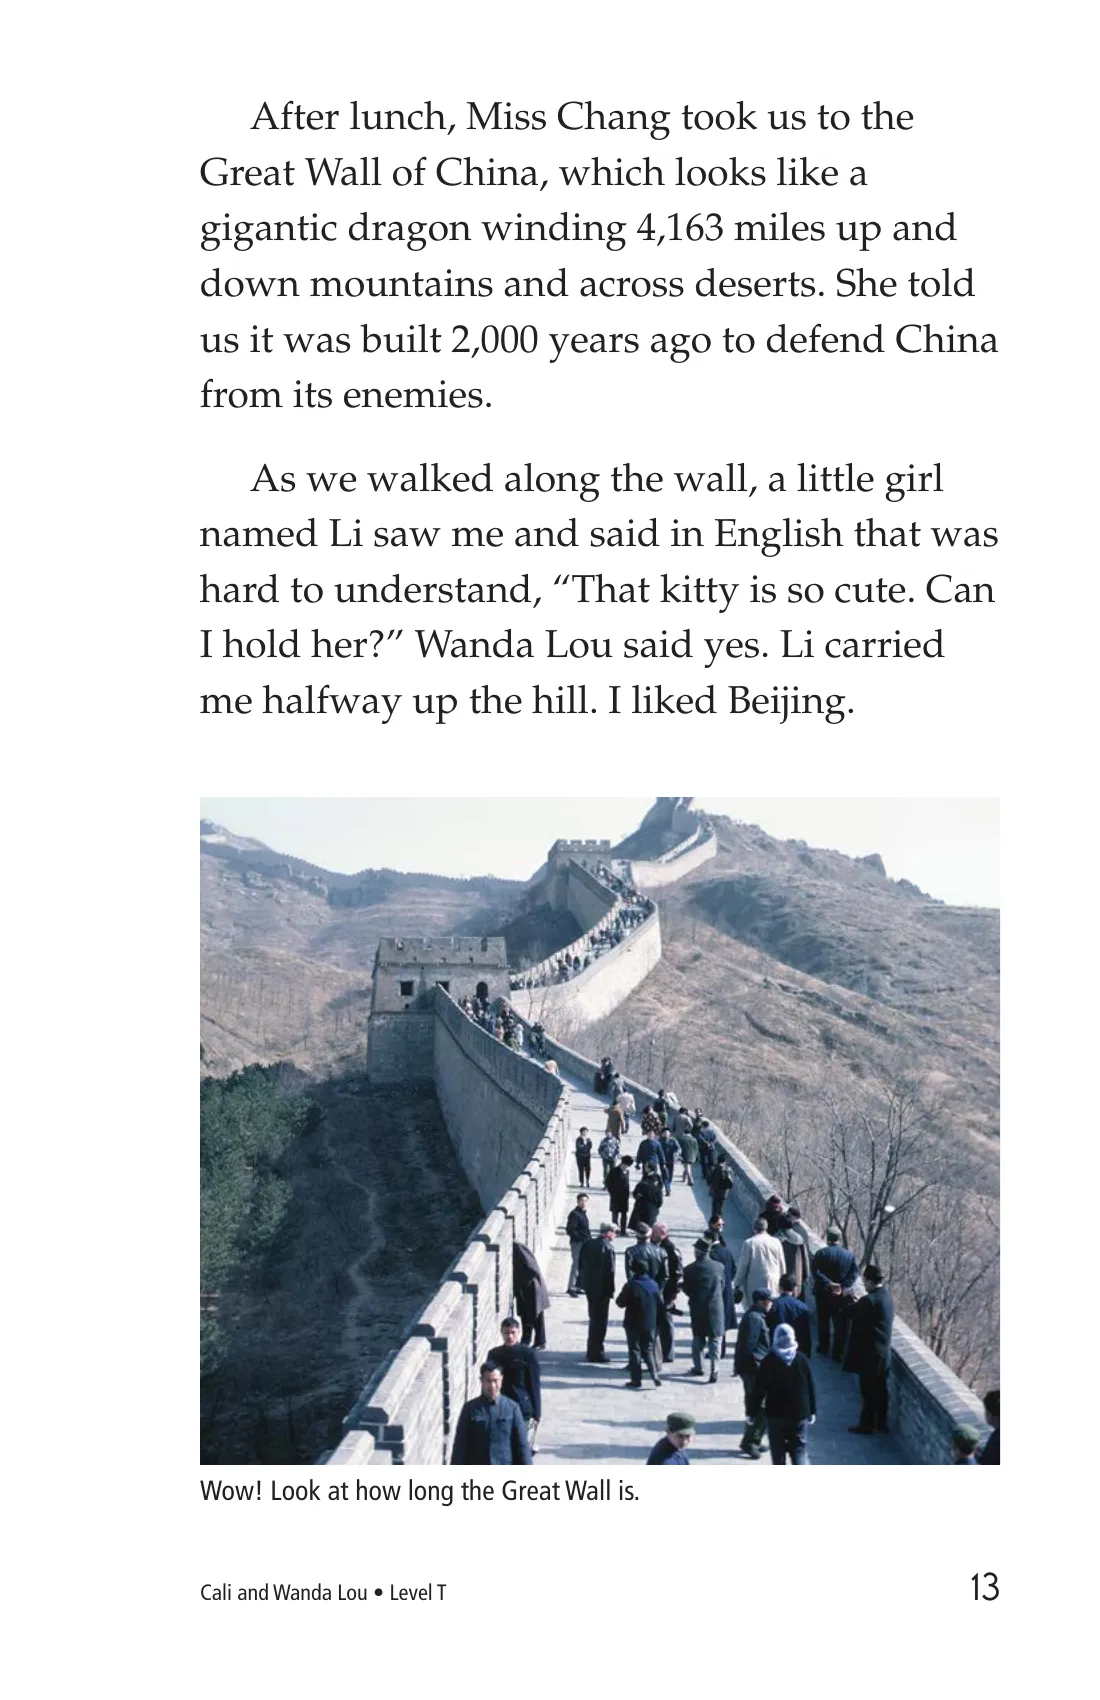 After lunch, Miss Chang took us to the
Great Wall of China, which looks like a
gigantic dragon winding 4,163 miles up and
down mountains and across deserts. She told
us it was built 2,000 years ago to defend China
from its enemies.
As we walked along the wall, a little girl
named Li saw me and said in English that was
hard to understand, “That kitty is so cute. Can
I hold her?” Wanda Lou said yes. Li carried
me halfway up the hill. I liked Beijing.
Wow! Look at how long the Great Wall is.
Cali and Wanda Lou • Level T
13